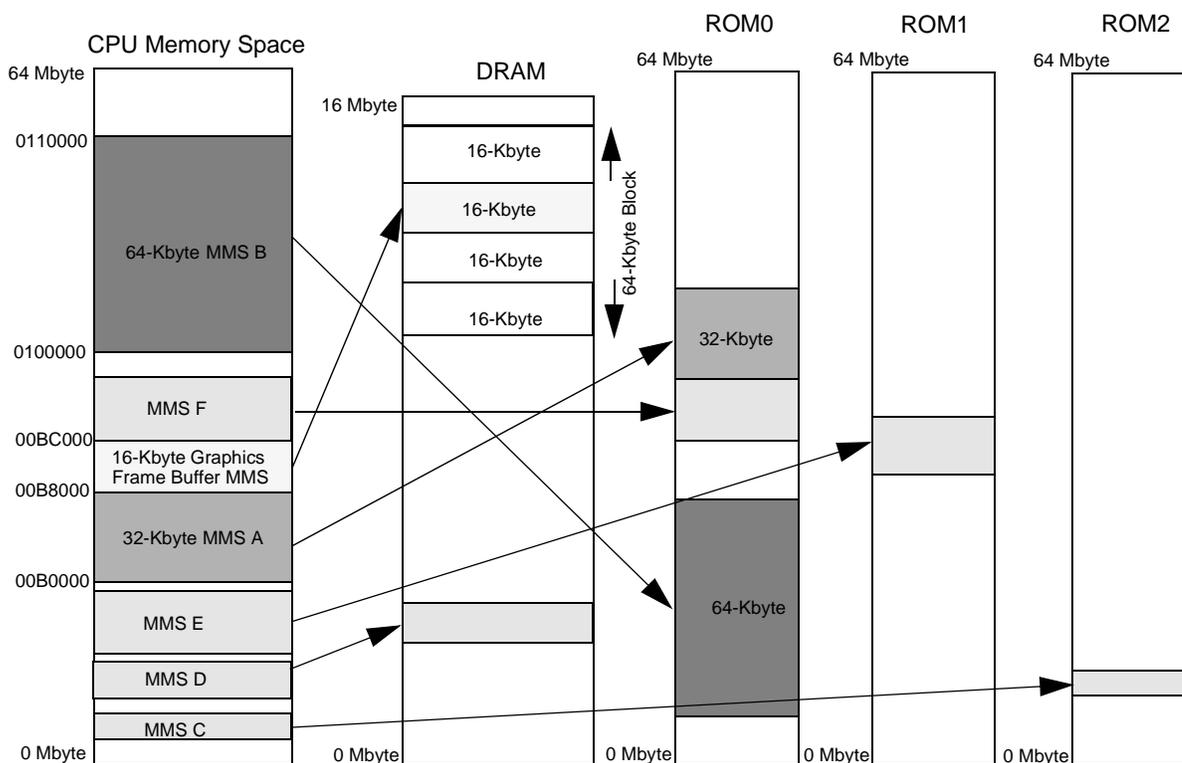 CPU Memory Space
64 Mbyte
0110000
64-Kbyte MMS B
0100000
MMS F
00BC000
16-Kbyte Graphics
Frame Buffer MMS
00B8000
32-Kbyte MMS A
00B0000
MMS E
MMS D
MMS C
0 Mbyte
DRAM
16 Mbyte
16-Kbyte
16-Kbyte
16-Kbyte
16-Kbyte
64-Kbyte Block
0 Mbyte
ROM0
64 Mbyte
32-Kbyte
64-Kbyte
0 Mbyte
ROM1
64 Mbyte
0 Mbyte
ROM2
64 Mbyte
0 Mbyte